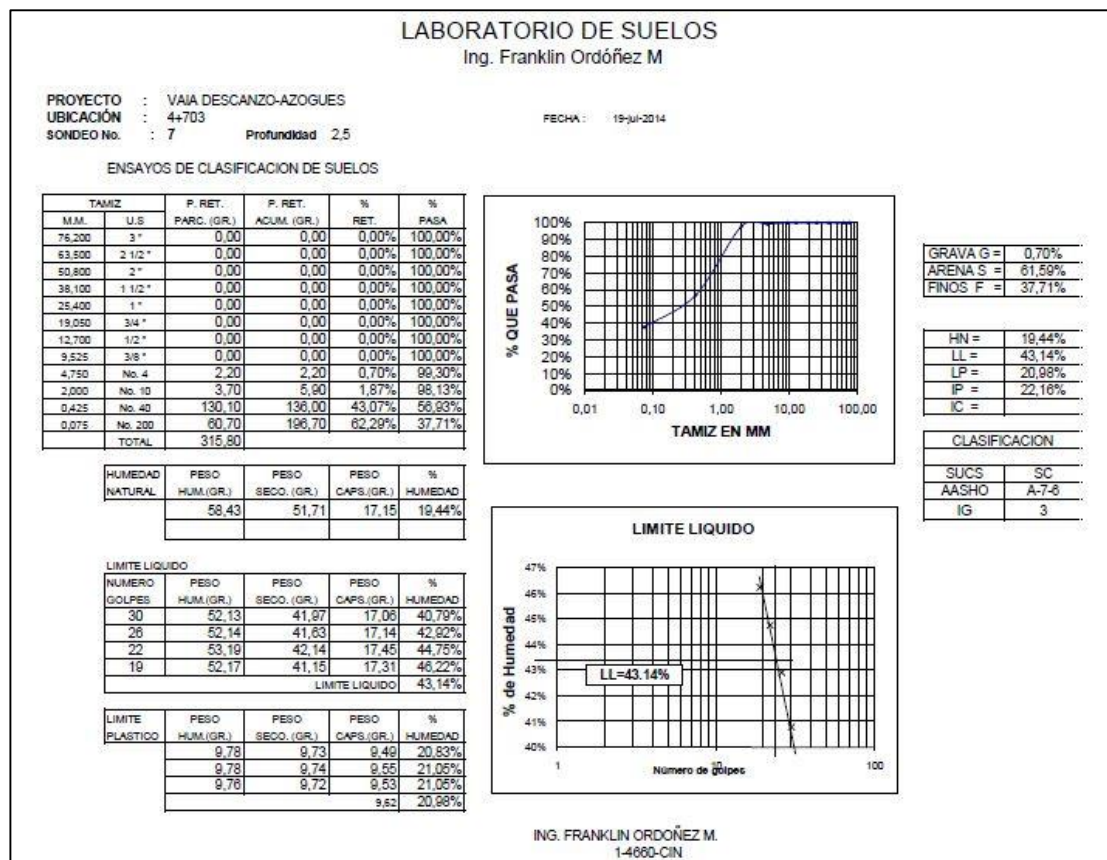 LABORATORIO DE SUELOS
Ing. Franklin Ordóñez M
PROYECTO : VAIA DESCANZO-AZOGUES
UBICACIÓN : 4+703
FECHA : 19-jul-2014
SONDEO No. : 7 Profundidad 2,5
ENSAYOS DE CLASIFICACION DE SUELOS
TAMIZ P. RET. P. RET. % %
M.M. U.S PARC. (GR.) ACUM. (GR.) RET. PASA
76,200 3 " 0,00 0,00 0,00% 100,00%
63,500 2 1/2 " 0,00 0,00 0,00% 100,00%
50,800 2 " 0,00 0,00 0,00% 100,00%
38,100 1 1/2 " 0,00 0,00 0,00% 100,00%
25,400 1 " 0,00 0,00 0,00% 100,00%
19,050 3/4 " 0,00 0,00 0,00% 100,00%
12,700 1/2 " 0,00 0,00 0,00% 100,00%
9,525 3/8 " 0,00 0,00 0,00% 100,00%
4,750 No. 4 2,20 2,20 0,70% 99,30%
2,000 No. 10 3,70 5,90 1,87% 98,13%
0,425 No. 40 130,10 136,00 43,07% 56,93%
0,075 No. 200 60,70 196,70 62,29% 37,71%
TOTAL 315,80
% QUE PASA
100%
90%
80%
70%
60%
50%
40%
30%
20%
10%
0%
0,01 0,10 1,00 10,00 100,00
TAMIZ EN MM
GRAVA G = 0,70%
ARENA S = 61,59%
FINOS F = 37,71%
HN = 19,44%
LL = 43,14%
LP = 20,98%
IP = 22,16%
IC =
CLASIFICACION
SUCS SC
AASHO A-7-6
IG 3
HUMEDAD PESO PESO PESO %
NATURAL HUM.(GR.) SECO. (GR.) CAPS.(GR.) HUMEDAD
58,43 51,71 17,15 19,44%
LIMITE LIQUIDO
NUMERO PESO PESO PESO %
GOLPES HUM.(GR.) SECO. (GR.) CAPS.(GR.) HUMEDAD
30 52,13 41,97 17,06 40,79%
26 52,14 41,63 17,14 42,92%
22 53,19 42,14 17,45 44,75%
19 52,17 41,15 17,31 46,22%
LIMITE LIQUIDO 43,14%
LIMITE PESO PESO PESO %
PLASTICO HUM.(GR.) SECO. (GR.) CAPS.(GR.) HUMEDAD
9,78 9,73 9,49 20,83%
9,78 9,74 9,55 21,05%
9,76 9,72 9,53 21,05%
9,52 20,98%
LIMITE LIQUIDO
% de Humedad
47%
46%
45%
44%
43%
42%
41%
40%
LL=43.14%
1 10 100
Número de golpes
ING. FRANKLIN ORDOÑEZ M.
1-4660-CIN